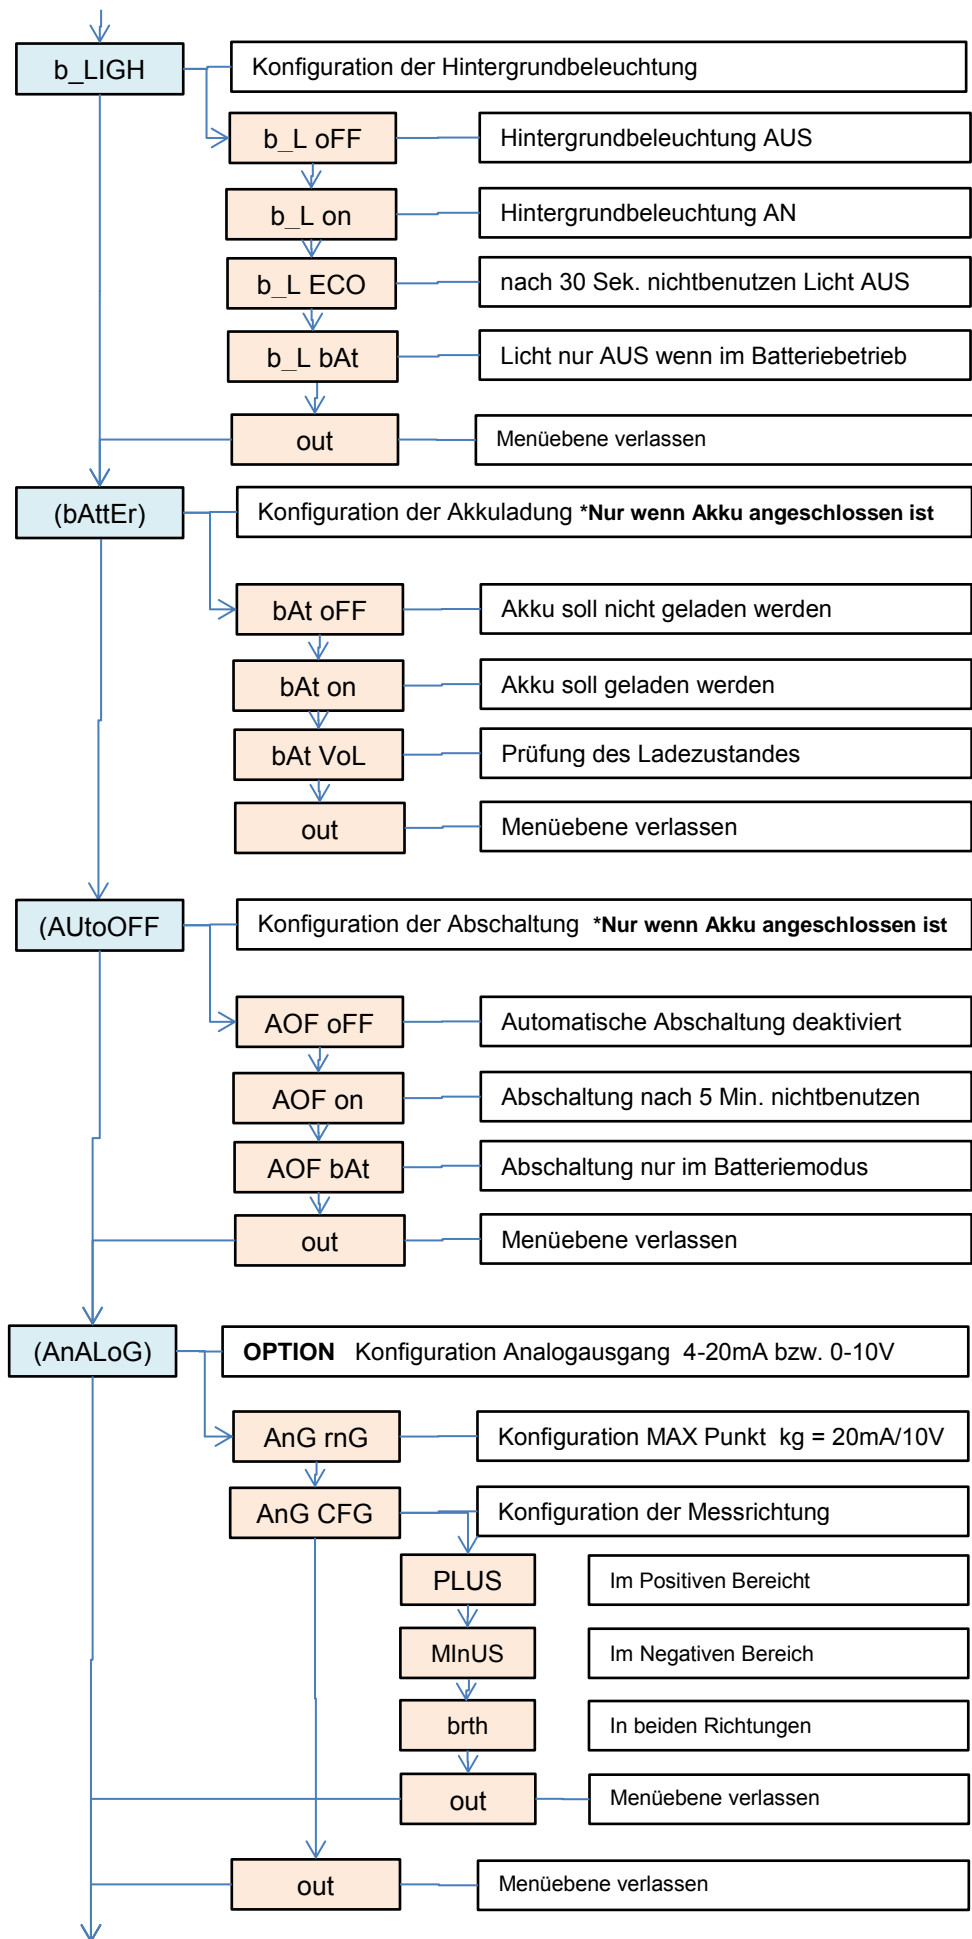 b_LIGH
Konfiguration der Hintergrundbeleuchtung
b_L oFF
Hintergrundbeleuchtung AUS
b_L on
Hintergrundbeleuchtung AN
b_L ECO
nach 30 Sek. nichtbenutzen Licht AUS
b_L bAt
Licht nur AUS wenn im Batteriebetrieb
out
Menüebene verlassen
(bAttEr)
Konfiguration der Akkuladung *Nur wenn Akku angeschlossen ist
bAt oFF
Akku soll nicht geladen werden
bAt on
Akku soll geladen werden
bAt VoL
Prüfung des Ladezustandes
out
Menüebene verlassen
(AUtoOFF
Konfiguration der Abschaltung *Nur wenn Akku angeschlossen ist
AOF oFF
Automatische Abschaltung deaktiviert
AOF on
Abschaltung nach 5 Min. nichtbenutzen
AOF bAt
Abschaltung nur im Batteriemodus
out
Menüebene verlassen
(AnALoG)
OPTION Konfiguration Analogausgang 4-20mA bzw. 0-10V
AnG rnG
Konfiguration MAX Punkt kg = 20mA/10V
AnG CFG
Konfiguration der Messrichtung
PLUS
Im Positiven Bereicht
MInUS
Im Negativen Bereich
brth
In beiden Richtungen
out
Menüebene verlassen
out
Menüebene verlassen